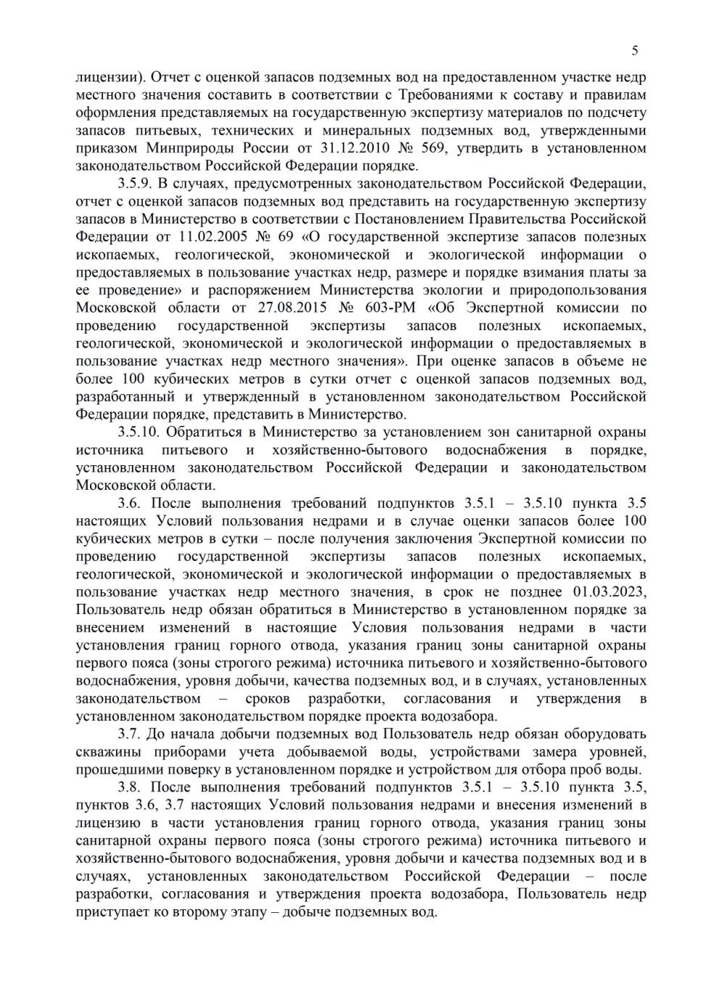 5
лицензии). Отчет с оценкой запасов подземных вод на предоставленном участке недр
местного значения составить в соответствии с Требованиями к составу и правилам
оформления представляемых на государственную экспертизу материалов по подсчету
запасов питьевых, технических и минеральных подземных вод, утвержденными
приказом Минприроды России от 31.12.2010 № 569, утвердить в установленном
законодательством Российской Федерации порядке.
3.5.9. В случаях, предусмотренных законодательством Российской Федерации,
отчет с оценкой запасов подземных вод представить на государственную экспертизу
запасов в Министерство в соответствии с Постановлением Правительства Российской
Федерации от 11.02.2005 № 69 «О государственной экспертизе запасов полезных
ископаемых, геологической, экономической и экологической информации о
предоставляемых в пользование участках недр, размере и порядке взимания платы за
ее проведение» и распоряжением Министерства экологии и природопользования
Московской области от 27.08.2015 № 603-РМ «Об Экспертной комиссии по
проведению государственной экспертизы запасов полезных ископаемых,
геологической, экономической и экологической информации о предоставляемых в
пользование участках недр местного значения». При оценке запасов в объеме не
более 100 кубических метров в сутки отчет с оценкой запасов подземных вод,
разработанный и утвержденный в установленном законодательством Российской
Федерации порядке, представить в Министерство.
3.5.10. Обратиться в Министерство за установлением зон санитарной охраны
источника питьевого и хозяйственно-бытового водоснабжения в порядке,
установленном законодательством Российской Федерации и законодательством
Московской области.
3.6. После выполнения требований подпунктов 3.5.1 – 3.5.10 пункта 3.5
настоящих Условий пользования недрами и в случае оценки запасов более 100
кубических метров в сутки – после получения заключения Экспертной комиссии по
проведению государственной экспертизы запасов полезных ископаемых,
геологической, экономической и экологической информации о предоставляемых в
пользование участках недр местного значения, в срок не позднее 01.03.2023,
Пользователь недр обязан обратиться в Министерство в установленном порядке за
внесением изменений в настоящие Условия пользования недрами в части
установления границ горного отвода, указания границ зоны санитарной охраны
первого пояса (зоны строгого режима) источника питьевого и хозяйственно-бытового
водоснабжения, уровня добычи, качества подземных вод, и в случаях, установленных
законодательством – сроков разработки, согласования и утверждения в
установленном законодательством порядке проекта водозабора.
3.7. До начала добычи подземных вод Пользователь недр обязан оборудовать
скважины приборами учета добываемой воды, устройствами замера уровней,
прошедшими поверку в установленном порядке и устройством для отбора проб воды.
3.8. После выполнения требований подпунктов 3.5.1 – 3.5.10 пункта 3.5,
пунктов 3.6, 3.7 настоящих Условий пользования недрами и внесения изменений в
лицензию в части установления границ горного отвода, указания границ зоны
санитарной охраны первого пояса (зоны строгого режима) источника питьевого и
хозяйственно-бытового водоснабжения, уровня добычи и качества подземных вод и в
случаях, установленных законодательством Российской Федерации – после
разработки, согласования и утверждения проекта водозабора, Пользователь недр
приступает ко второму этапу – добыче подземных вод.